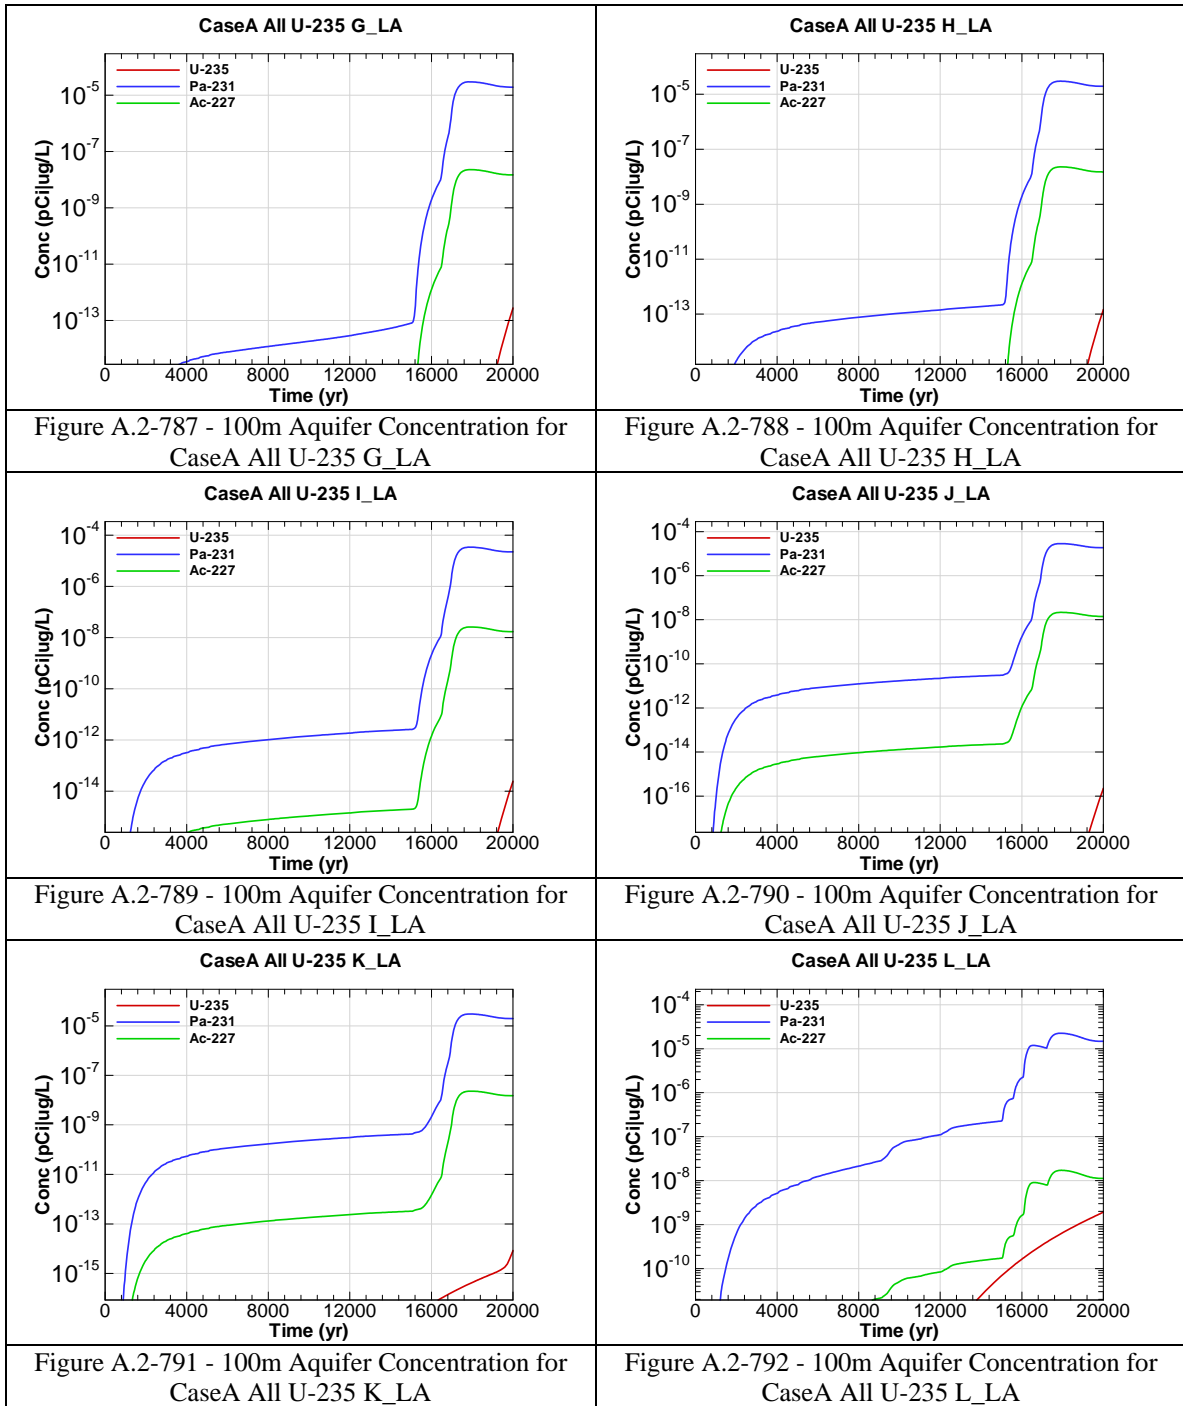 CaseA All U-235 G_LA
U-235
Pa-231
Ac-227
Conc (pCi|ug/L)
10-5
10-7
10-9
10-11
10-13
0 4000 8000 12000 16000 20000
Time (yr)
Figure A.2-787 - 100m Aquifer Concentration for
CaseA All U-235 G_LA
CaseA All U-235 H_LA
U-235
Pa-231
Ac-227
Conc (pCi|ug/L)
10-5
10-7
10-9
10-11
10-13
0 4000 8000 12000 16000 20000
Time (yr)
Figure A.2-788 - 100m Aquifer Concentration for
CaseA All U-235 H_LA
CaseA All U-235 I_LA
U-235
Pa-231
Ac-227
Conc (pCi|ug/L)
10-4
10-6
10-8
10-10
10-12
10-14
0 4000 8000 12000 16000 20000
Time (yr)
Figure A.2-789 - 100m Aquifer Concentration for
CaseA All U-235 I_LA
CaseA All U-235 J_LA
U-235
Pa-231
Ac-227
Conc (pCi|ug/L)
10-4
10-6
10-8
10-10
10-12
10-14
10-16
0 4000 8000 12000 16000 20000
Time (yr)
Figure A.2-790 - 100m Aquifer Concentration for
CaseA All U-235 J_LA
CaseA All U-235 K_LA
U-235
Pa-231
Ac-227
Conc (pCi|ug/L)
10-5
10-7
10-9
10-11
10-13
10-15
0 4000 8000 12000 16000 20000
Time (yr)
Figure A.2-791 - 100m Aquifer Concentration for
CaseA All U-235 K_LA
CaseA All U-235 L_LA
U-235
Pa-231
Ac-227
Conc (pCi|ug/L)
10-4
10-5
10-6
10-7
10-8
10-9
10-10
0 4000 8000 12000 16000 20000
Time (yr)
Figure A.2-792 - 100m Aquifer Concentration for
CaseA All U-235 L_LA